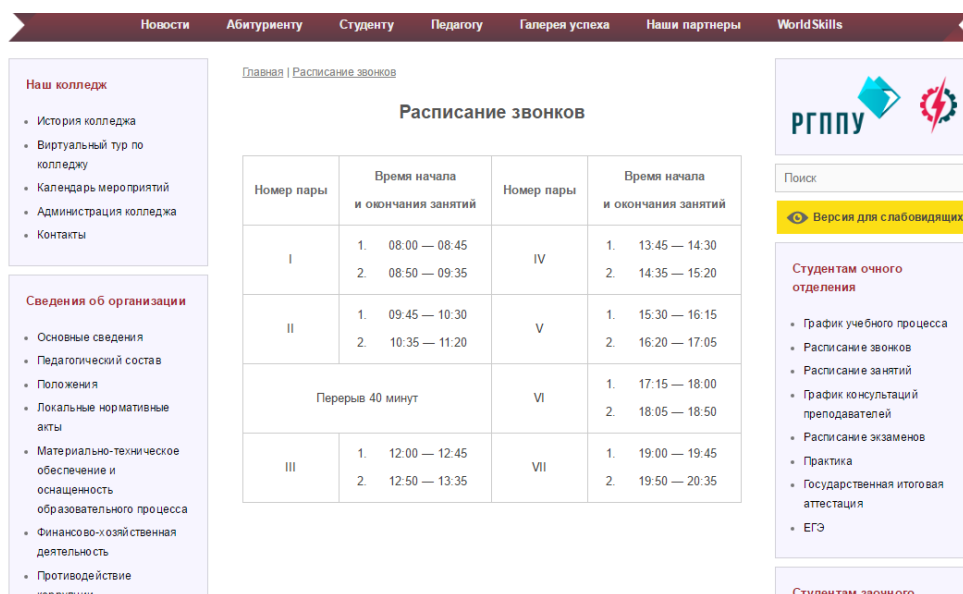 Новости Абитуриенту Студенту Педагогу Галерея успеха Наши партнеры WorldSkills
Наш колледж
История колледжа
Виртуальный тур по
колледжу
Календарь мероприятий
Администрация колледжа
Контакты
Сведения об организации
Основные сведения
Педагогический состав
Положения
Локальные нормативные
акты
Материально-техническое
обеспечение и
оснащенность
образовательного процесса
Финансово-хозяйственная
деятельность
Противодействие
Главная | Расписание звонков
Расписание звонков
Номер пары Время начала Номер пары Время начала
и окончания занятий и окончания занятий
I 1. 08:00 — 08:45 IV 1. 13:45 — 14:30
2. 08:50 — 09:35 2. 14:35 — 15:20
II 1. 09:45 — 10:30 V 1. 15:30 — 16:15
2. 10:35 — 11:20 2. 16:20 — 17:05
Перерыв 40 минут VI 1. 17:15 — 18:00
2. 18:05 — 18:50
III 1. 12:00 — 12:45 VII 1. 19:00 — 19:45
2. 12:50 — 13:35 2. 19:50 — 20:35
РГППУ
Поиск
Версия для слабовидящих
Студентам очного
отделения
График учебного процесса
Расписание звонков
Расписание занятий
График консультаций
преподавателей
Расписание экзаменов
Практика
Государственная итоговая
аттестация
ЕГЭ
Студентам заочного